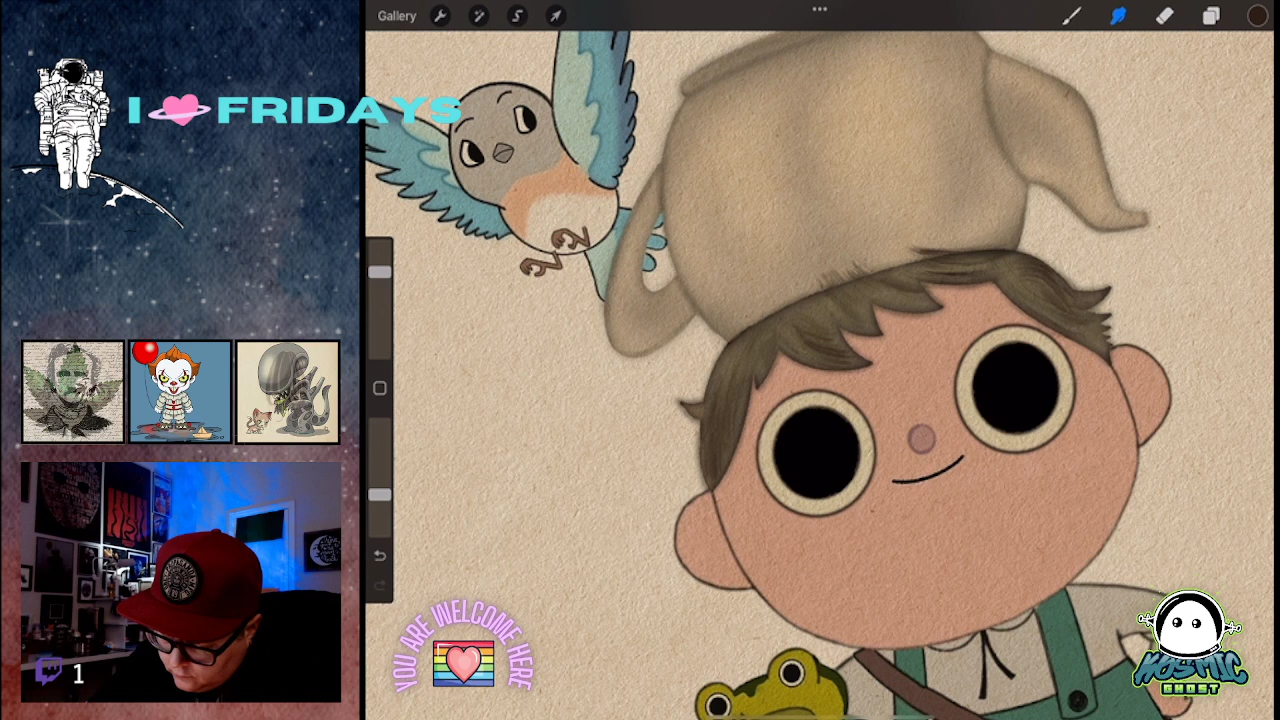 Gallery
I FRIDAYS
YOU ARE WELCOME HERE
1
KOSMIC
GHOST